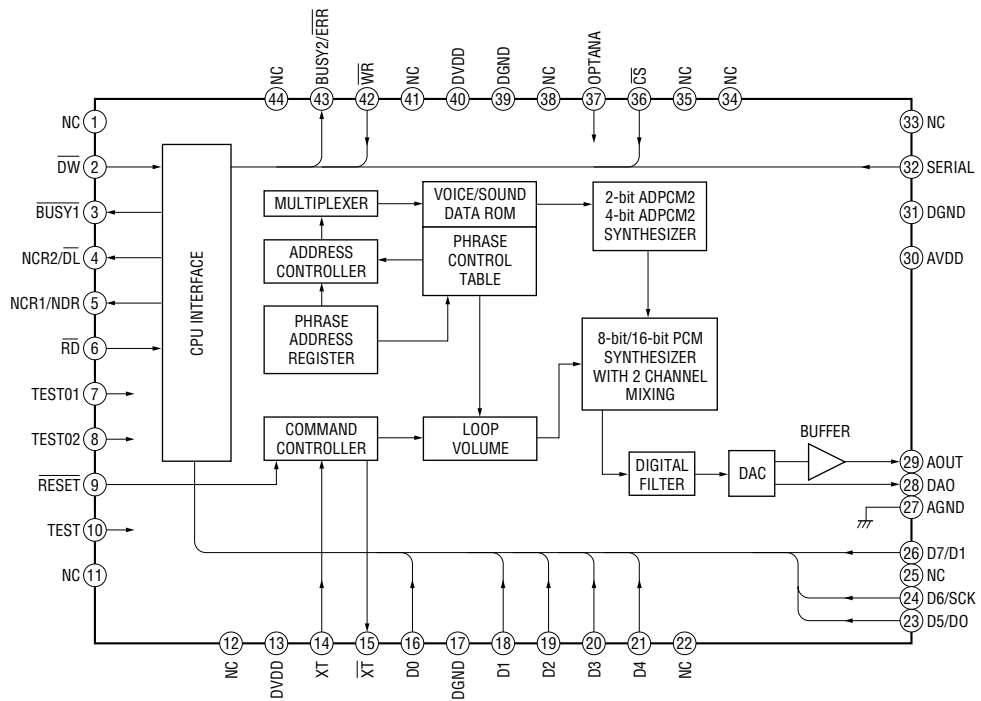 44 NC
43 BUSY2/ERR
42 WR
41 NC
40 DVDD
39 DGND
38 NC
37 OPTANA
36 CS
35 NC
34 NC
NC 1
DW 2
BUSY1 3
NCR2/DL 4
NCR1/NDR 5
RD 6
TEST01 7
TEST02 8
RESET 9
TEST 10
NC 11
CPU INTERFACE
MULTIPLEXER
ADDRESS
CONTROLLER
PHRASE
ADDRESS
REGISTER
COMMAND
CONTROLLER
VOICE/SOUND
DATA ROM
PHRASE
CONTROL
TABLE
LOOP
VOLUME
2-bit ADPCM2
4-bit ADPCM2
SYNTHESIZER
8-bit/16-bit PCM
SYNTHESIZER
WITH 2 CHANNEL
MIXING
DIGITAL
FILTER
DAC
BUFFER
33 NC
32 SERIAL
31 DGND
30 AVDD
29 AOUT
28 DAO
27 AGND
26 D7/D1
25 NC
24 D6/SCK
23 D5/DO
12 NC
13 DVDD
14 XT
15 XT
16 D0
17 DGND
18 D1
19 D2
20 D3
21 D4
22 NC